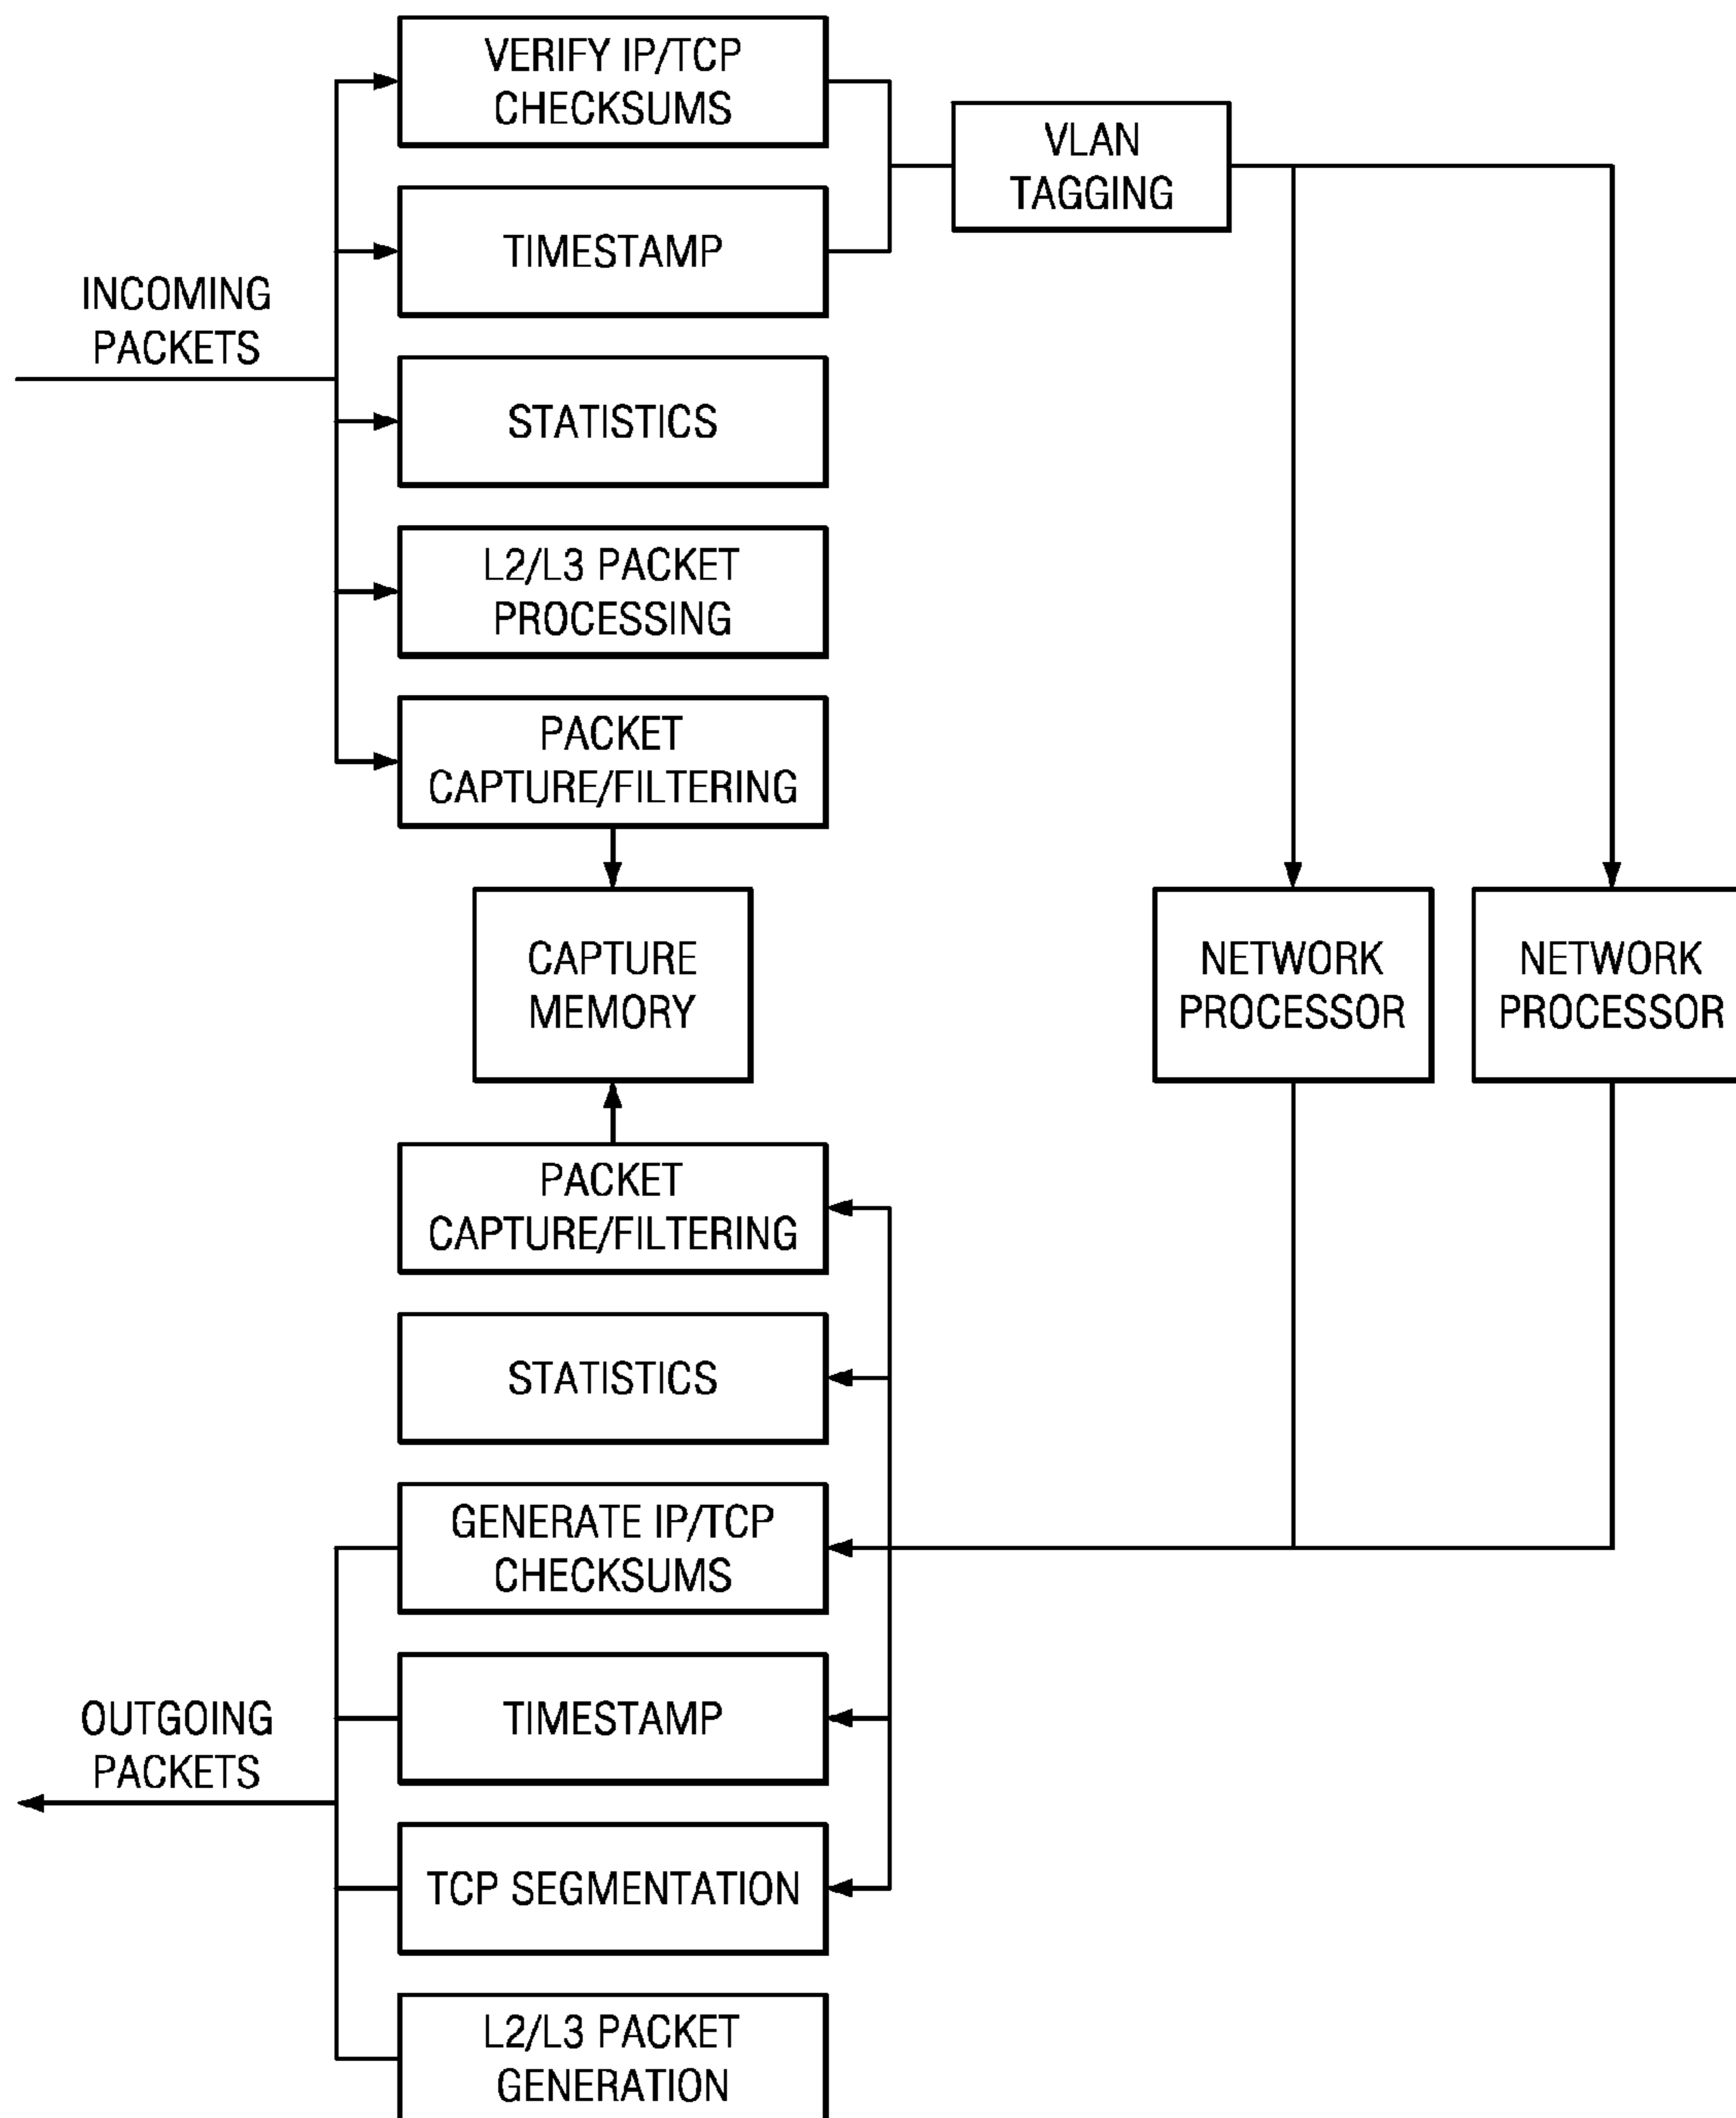 VERIFY IP/TCP
CHECKSUMS
VLAN
TAGGING
TIMESTAMP
INCOMING
PACKETS
STATISTICS
L2/L3 PACKET
PROCESSING
PACKET
CAPTURE/FILTERING
CAPTURE
MEMORY
NETWORK
PROCESSOR
NETWORK
PROCESSOR
PACKET
CAPTURE/FILTERING
STATISTICS
GENERATE IP/TCP
CHECKSUMS
TIMESTAMP
OUTGOING
PACKETS
TCP SEGMENTATION
L2/L3 PACKET
GENERATION